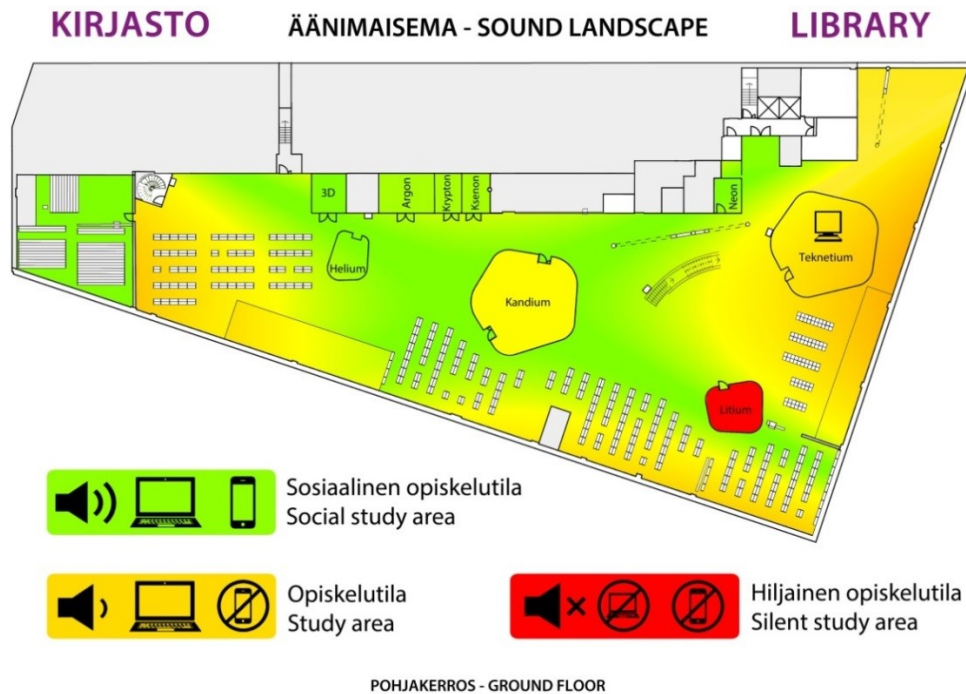 KIRJASTO ÄÄNIMAISEMA - SOUND LANDSCAPE LIBRARY
3D
Argon
Krypton
Ksenon
Neon
Helium
Kandium
Teknetium
Litium
Sosiaalinen opiskelutila
Social study area
Opiskelutila
Study area
Hiljainen opiskelutila
Silent study area
POHJAKERROS - GROUND FLOOR